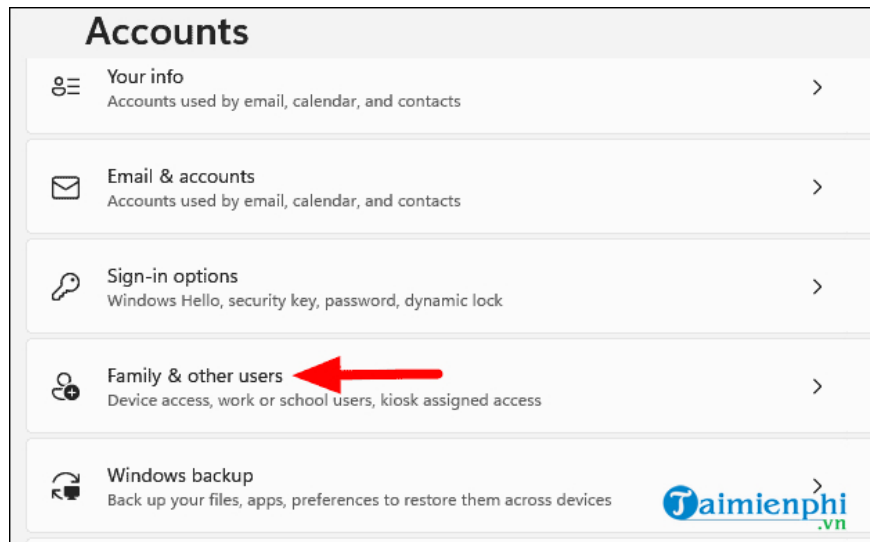 Accounts
Your info
Accounts used by email, calendar, and contacts
Email & accounts
Accounts used by email, calendar, and contacts
Sign-in options
Windows Hello, security key, password, dynamic lock
Family & other users
Device access, work or school users, kiosk assigned access
Windows backup
Back up your files, apps, preferences to restore them across devices
Taimienphi
.vn